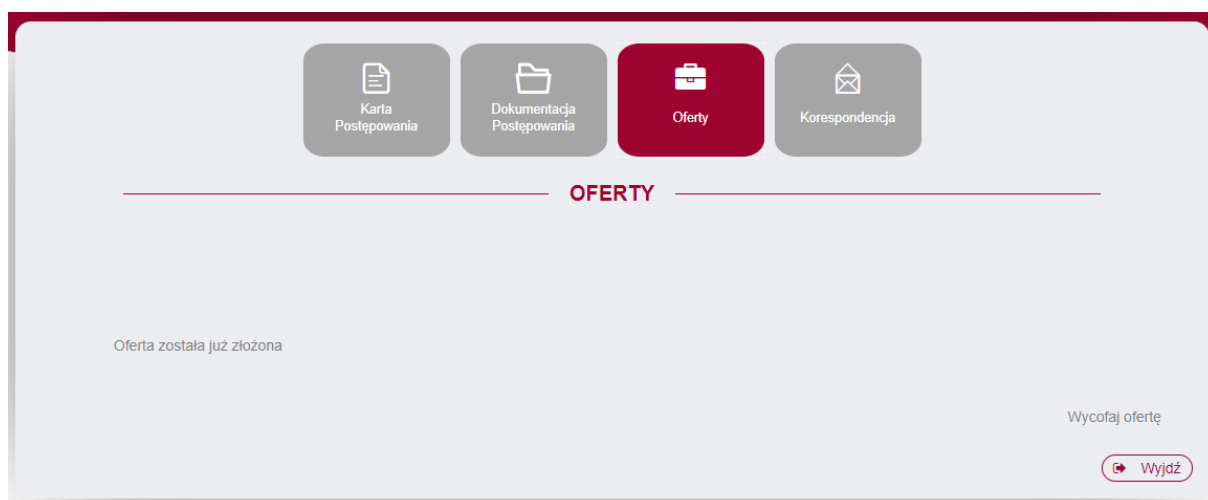 Karta
Postępowania
Dokumentacja
Postępowania
Oferty
Korespondencja
OFERTY
Oferta została już złożona
Wycofaj ofertę
Wyjdź